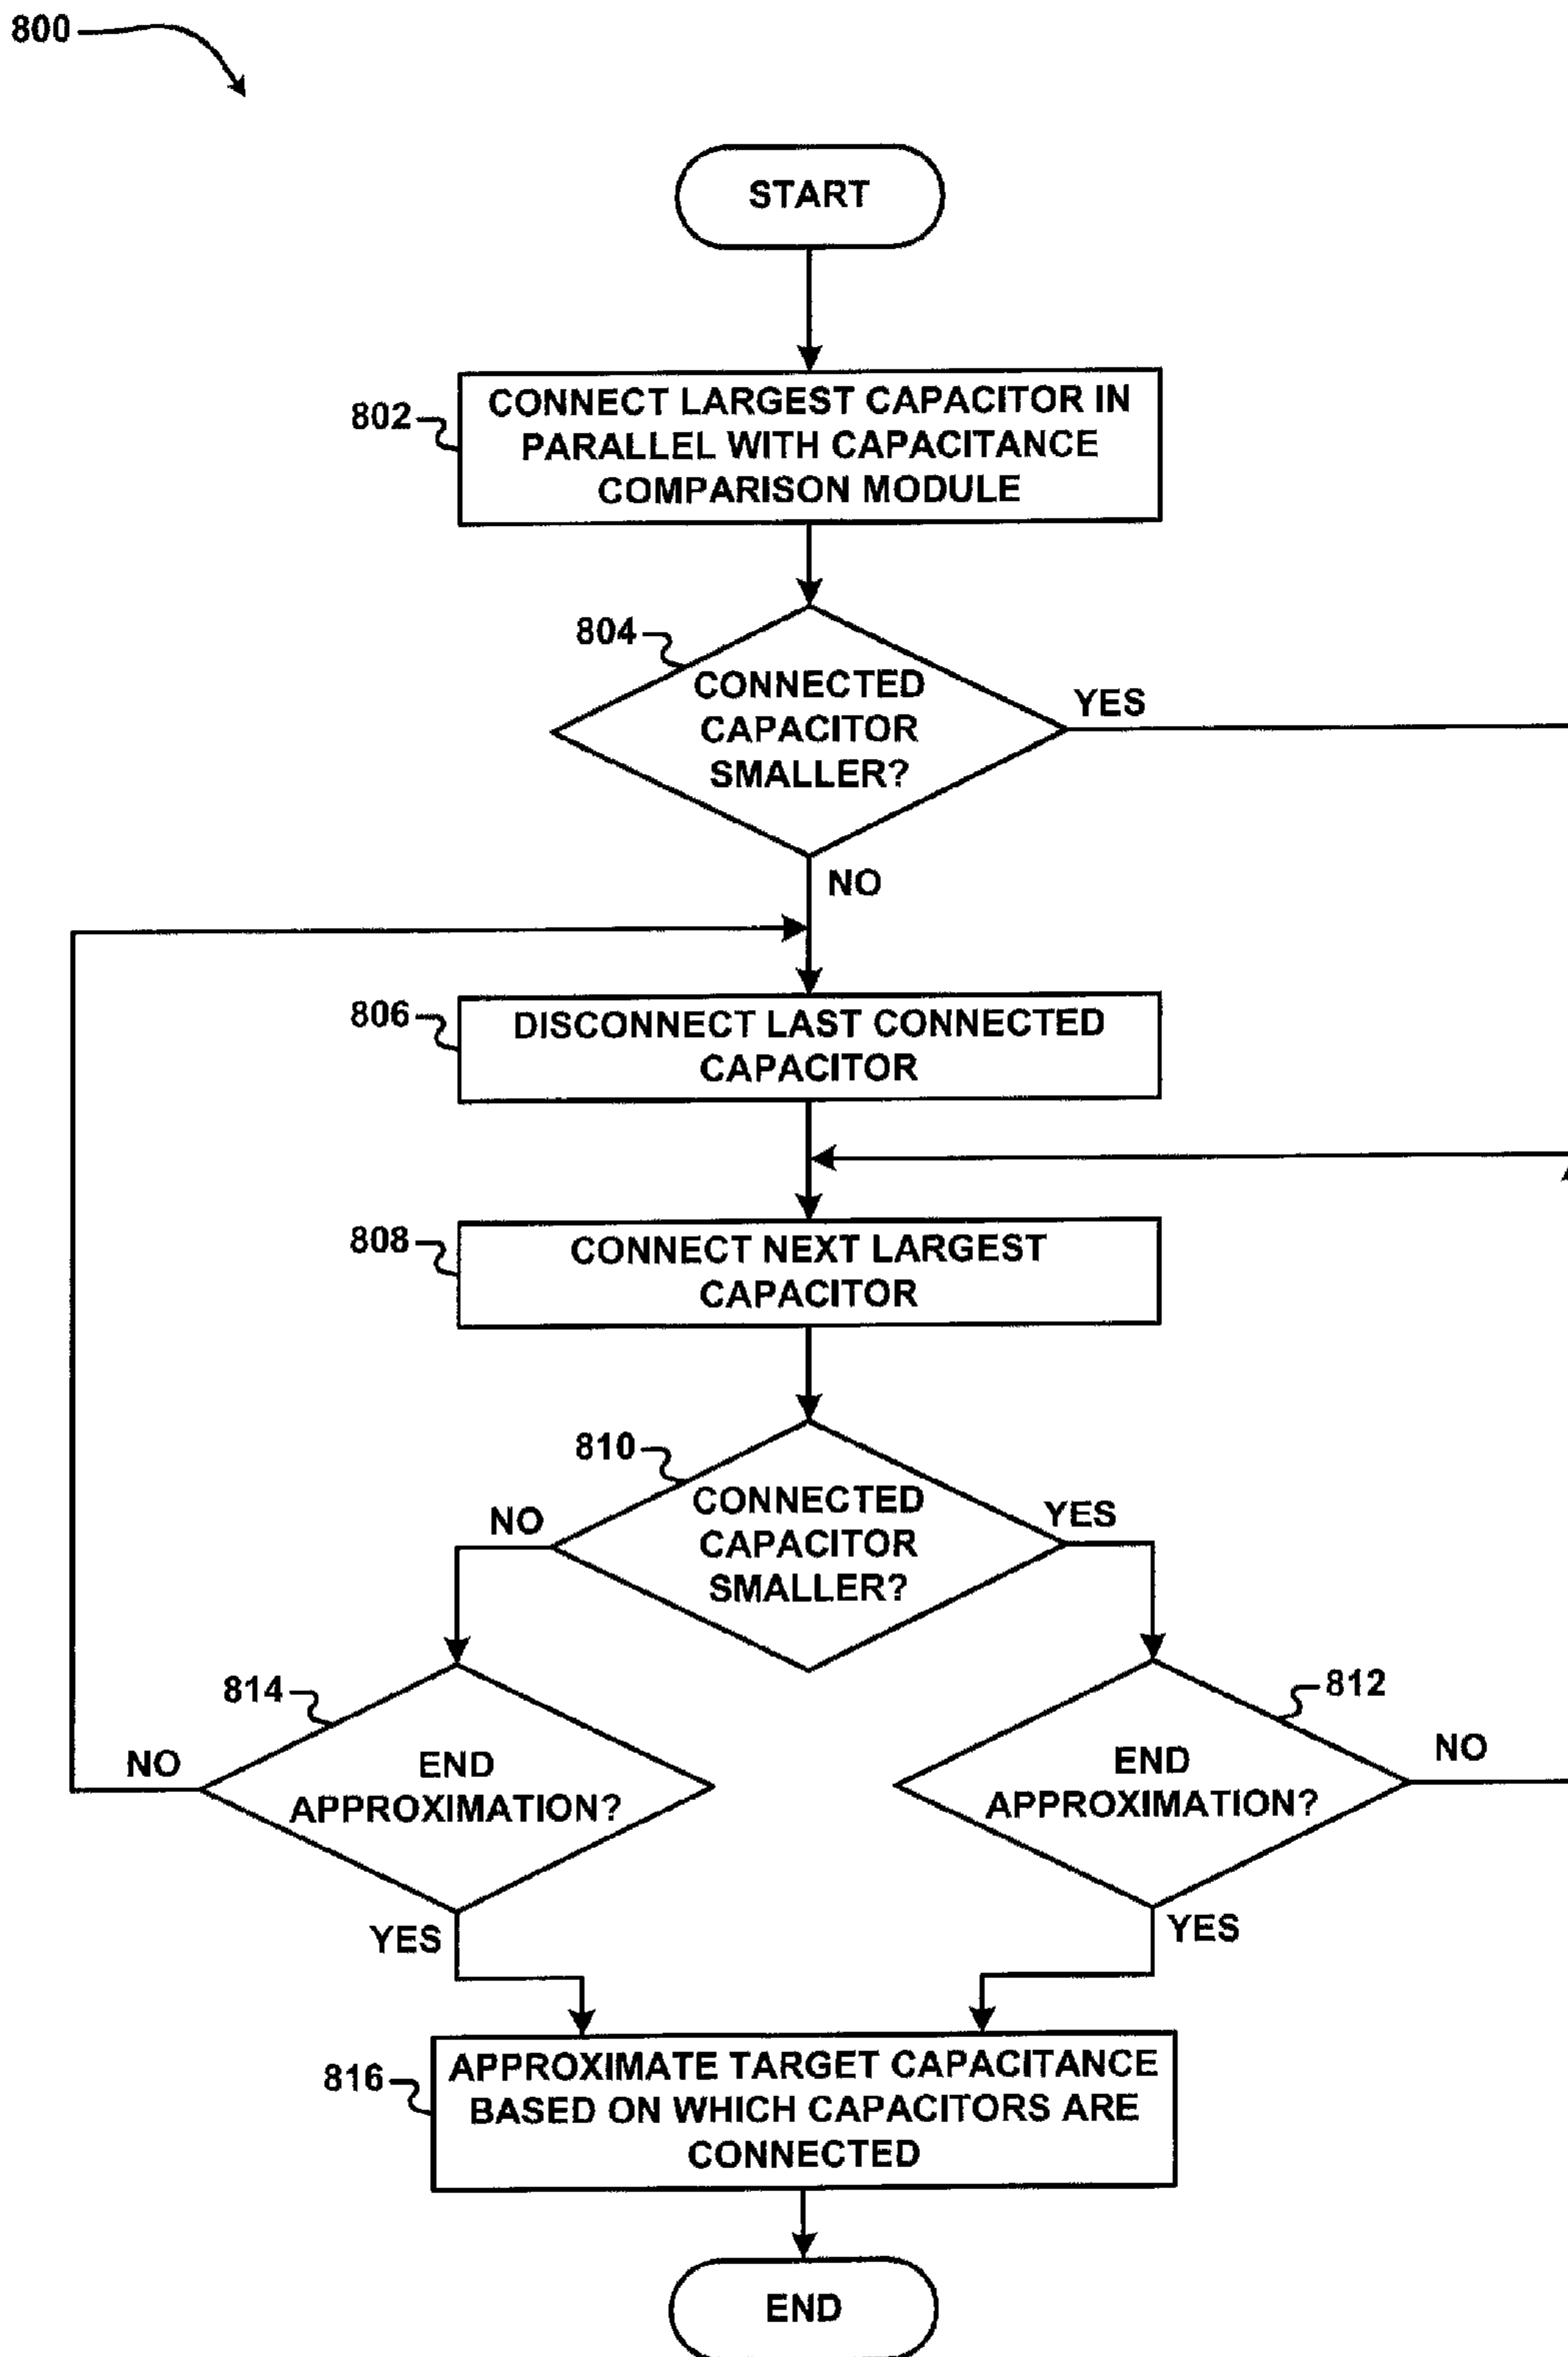 800
START
802
CONNECT LARGEST CAPACITOR IN
PARALLEL WITH CAPACITANCE
COMPARISON MODULE
804
CONNECTED
CAPACITOR
SMALLER?
YES
NO
806
DISCONNECT LAST CONNECTED
CAPACITOR
808
CONNECT NEXT LARGEST
CAPACITOR
810
CONNECTED
CAPACITOR
SMALLER?
NO
YES
814
END
APPROXIMATION?
NO
YES
812
END
APPROXIMATION?
NO
YES
816
APPROXIMATE TARGET CAPACITANCE
BASED ON WHICH CAPACITORS ARE
CONNECTED
END